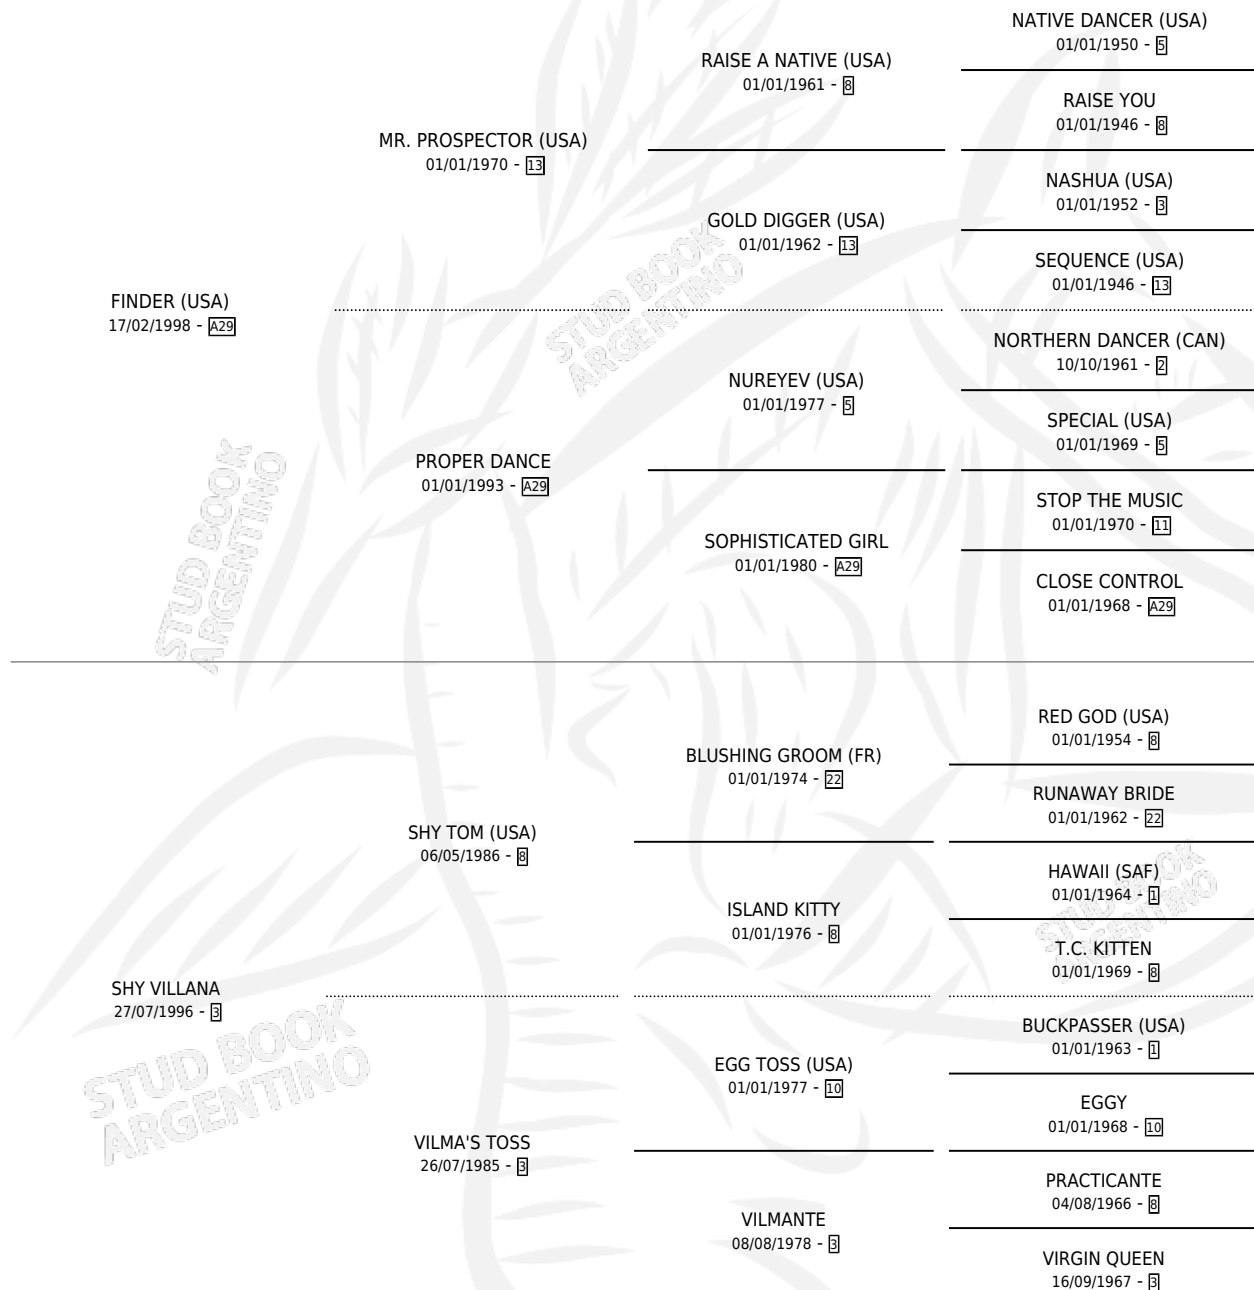 NATIVE DANCER (USA)
01/01/1950 - 5
RAISE A NATIVE (USA)
01/01/1961 - 8
RAISE YOU
01/01/1946 - 8
MR. PROSPECTOR (USA)
01/01/1970 - 13
NASHUA (USA)
01/01/1952 - 3
GOLD DIGGER (USA)
01/01/1962 - 13
SEQUENCE (USA)
01/01/1946 - 13
FINDER (USA)
17/02/1998 - A29
STUD BOOK
ARGENTINO
NORTHERN DANCER (CAN)
10/10/1961 - 2
NUREYEV (USA)
01/01/1977 - 5
SPECIAL (USA)
01/01/1969 - 5
PROPER DANCE
01/01/1993 - A29
STOP THE MUSIC
01/01/1970 - 11
SOPHISTICATED GIRL
01/01/1980 - A29
CLOSE CONTROL
01/01/1968 - A29
STUD BOOK
ARGENTINO
RED GOD (USA)
01/01/1954 - 8
BLUSHING GROOM (FR)
01/01/1974 - 22
RUNAWAY BRIDE
01/01/1962 - 22
SHY TOM (USA)
06/05/1986 - 8
HAWAII (SAF)
01/01/1964 - 1
STUD BOOK
ARGENTINO
ISLAND KITTY
01/01/1976 - 8
T.C. KITTEN
01/01/1969 - 8
SHY VILLANA
27/07/1996 - 3
STUD BOOK
ARGENTINO
BUCKPASSER (USA)
01/01/1963 - 1
EGG TOSS (USA)
01/01/1977 - 10
EGGY
01/01/1968 - 10
VILMA'S TOSS
26/07/1985 - 3
PRACTICANTE
04/08/1966 - 8
VILMANTE
08/08/1978 - 3
VIRGIN QUEEN
16/09/1967 - 3